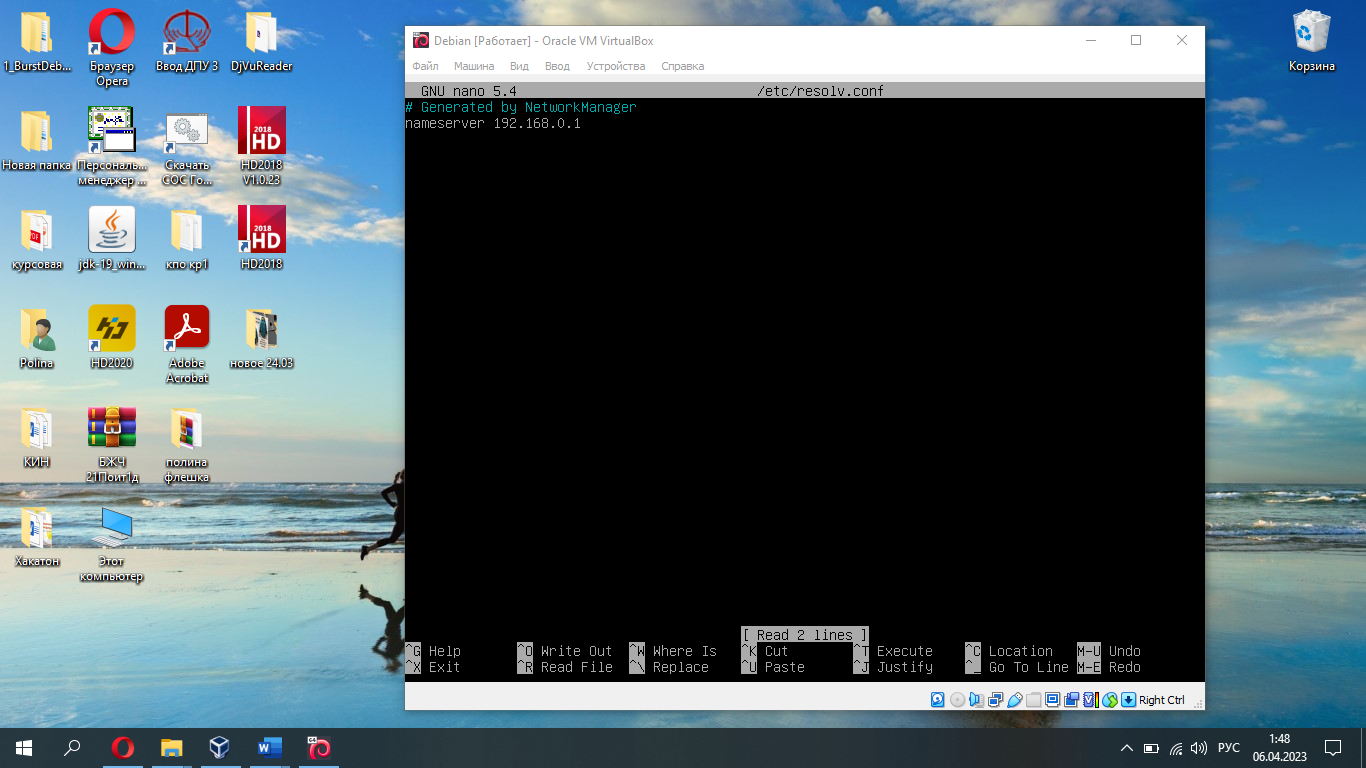 1_BurstDeb...
Браузер
Opera
Ввод ДПУ 3
DjVuReader
Корзина
Новая папка
Персональ...
менеджер ...
Скачать
СОС Го...
2018
HD
HD2018
V1.0.23
курсовая
jdk-19_win...
кпо кр1
2018
HD
HD2018
Polina
HD2020
Adobe
Acrobat
новое 24.03
КИН
БЖЧ
21Поит1д
полина
флешка
Хакатон
Этот
компьютер
Debian [Работает] - Oracle VM VirtualBox
Файл Машина Вид Ввод Устройства Справка
GNU nano 5.4 /etc/resolv.conf
# Generated by NetworkManager
nameserver 192.168.0.1
[ Read 2 lines ]
^G Help ^O Write Out ^W Where Is ^K Cut ^T Execute ^C Location M-U Undo
^X Exit ^R Read File ^\ Replace ^U Paste ^J Justify ^_ Go To Line M-E Redo
Right Ctrl
РУС
1:48
06.04.2023